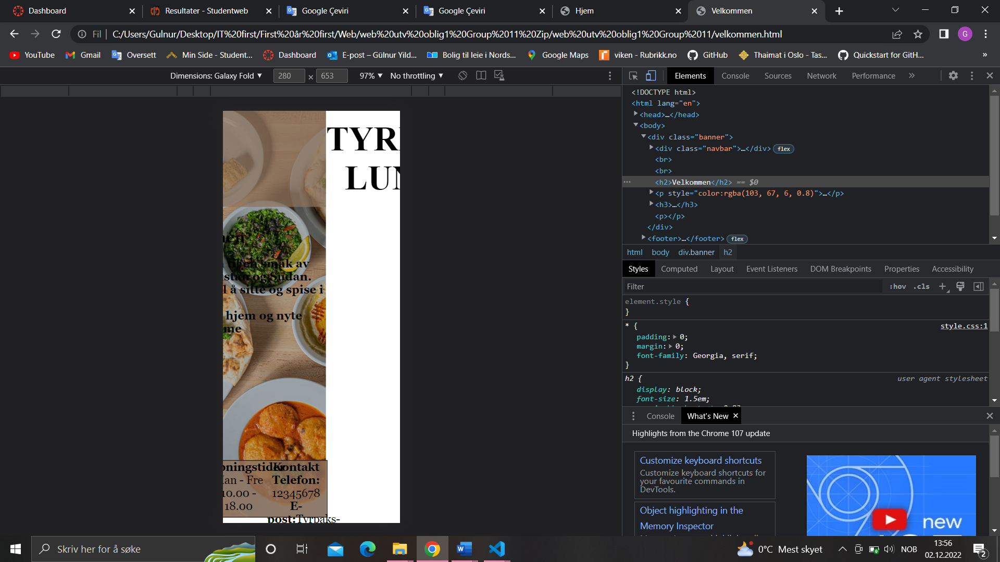 Dashboard
Resultater - Studentweb
Google Çeviri
Google Çeviri
Hjem
Velkommen
Fil
C:/Users/Gulnur/Desktop/IT%20first/First%20år%20first/Web/web%20utv%20oblig1%20Group%2011%20Zip/web%20utv%20oblig1%20Group%2011/velkommen.html
G
YouTube
Gmail
Oversett
Min Side - Student...
Dashboard
E-post – Gülnur Yild...
Bolig til leie i Nords...
Google Maps
viken - Rubrikk.no
GitHub
Thaimat i Oslo - Tas...
Quickstart for GitH...
»
Dimensions: Galaxy Fold ▼
280 × 653
97% ▼
No throttling ▼
Elements
Console
Sources
Network
Performance
»
TYR
LUN
nen
til en smak av
istan og Sudan.
l å sitte og spise i
hjem og nyte
me
pningstider
Man - Fre
10.00 -
18.00
Kontakt
Telefon:
12345678
E-
post:Tyrpaks-
<!DOCTYPE html>
<html lang="en">
<head>…</head>
<body>
<div class="banner">
<div class="navbar">…</div> flex
<br>
<br>
<h2>Velkommen</h2> == $0
<p style="color:rgba(103, 67, 6, 0.8)">…</p>
<h3>…</h3>
<p></p>
</div>
<footer>…</footer> flex
html body div.banner h2
Styles
Computed
Layout
Event Listeners
DOM Breakpoints
Properties
Accessibility
Filter
:hov .cls +
element.style {
}
* {
style.css:1
padding: 0;
margin: 0;
font-family: Georgia, serif;
}
h2 {
user agent stylesheet
display: block;
font-size: 1.5em;
Console
What's New ×
Highlights from the Chrome 107 update
Customize keyboard shortcuts
Customize keyboard shortcuts for
your favourite commands in
DevTools.
Object highlighting in the
Memory Inspector
new
Skriv her for å søke
0°C Mest skyet
NOB
13:56
02.12.2022
2